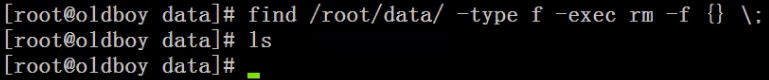 [root@oldboy data]# find /root/data/ -type f -exec rm -f {} \;
[root@oldboy data]# ls
[root@oldboy data]#